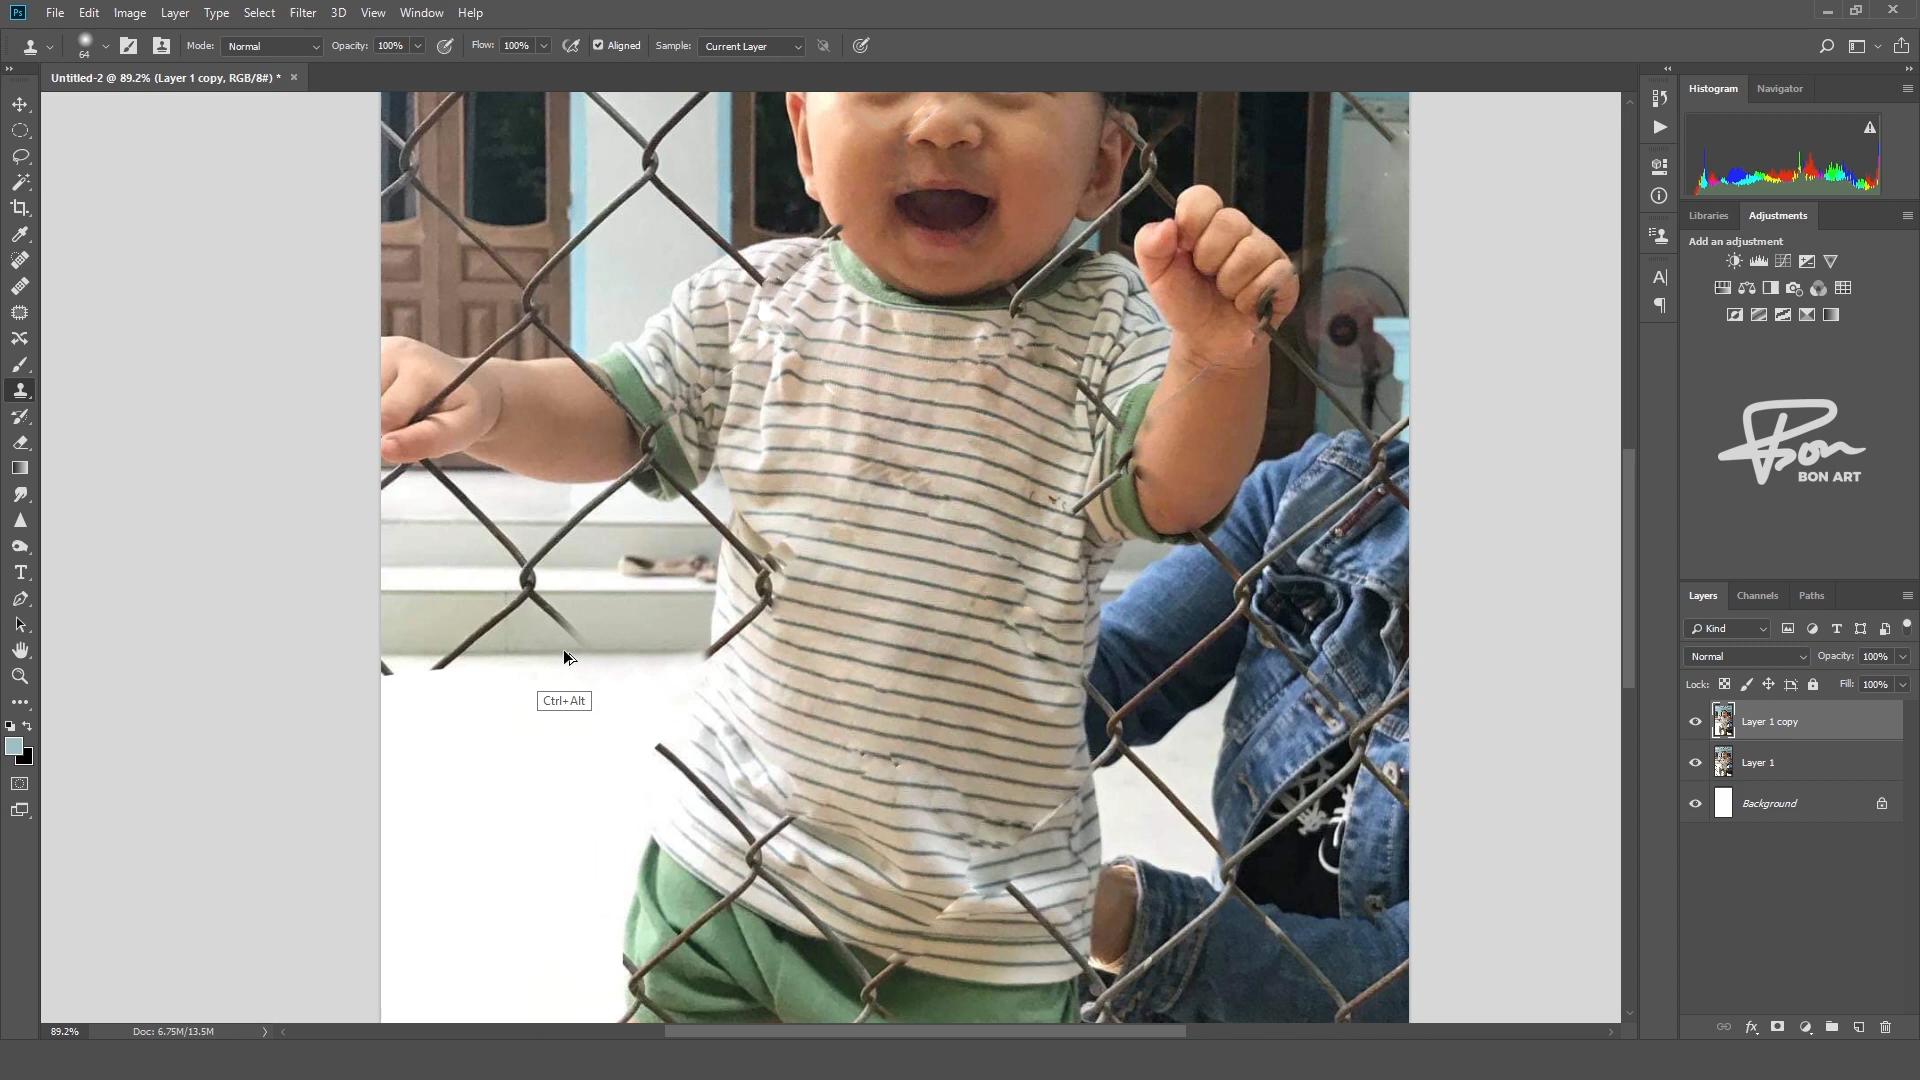 Ps File Edit Image Layer Type Select Filter 3D View Window Help
64 Mode: Normal Opacity: 100% Flow: 100% Aligned Sample: Current Layer
Untitled-2 @ 89.2% (Layer 1 copy, RGB/8#) *
Histogram Navigator
Libraries Adjustments
Add an adjustment
Bon
BON ART
Ctrl+Alt
Layers Channels Paths
Kind
Normal Opacity: 100%
Lock: Fill: 100%
Layer 1 copy
Layer 1
Background
89.2% Doc: 6.75M/13.5M